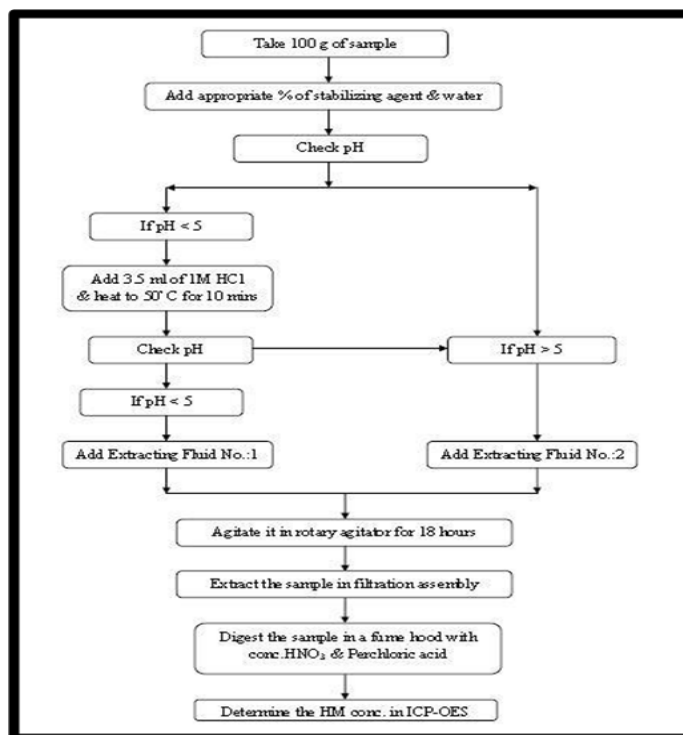 Take 100 g of sample
Add appropriate % of stabilizing agent & water
Check pH
If pH < 5
Add 3.5 ml of 1M HCl
& heat to 50°C for 10 mins
Check pH
If pH > 5
If pH < 5
Add Extracting Fluid No.:1
Add Extracting Fluid No.:2
Agitate it in rotary agitator for 18 hours
Extract the sample in filtration assembly
Digest the sample in a fume hood with
conc.HNO₃ & Perchloric acid
Determine the HM conc. in ICP-OES